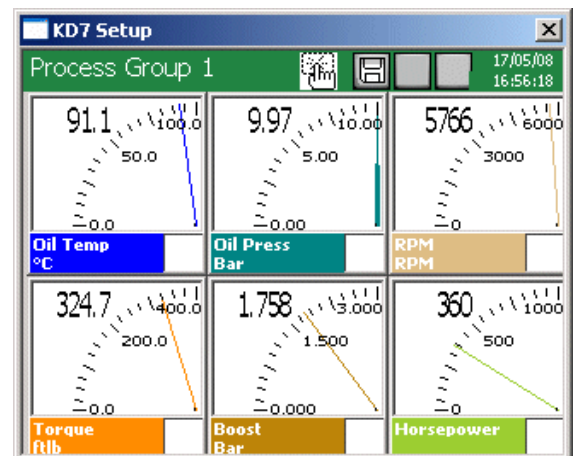 KD7 Setup
Process Group 1
17/05/08
16:56:18
91.1
100.0
50.0
0.0
Oil Temp
°C
9.97
10.00
5.00
0.00
Oil Press
Bar
5766
6000
3000
0
RPM
RPM
324.7
400.0
200.0
0.0
Torque
ftlb
1.758
3.000
1.500
0.000
Boost
Bar
360
1000
500
0
Horsepower